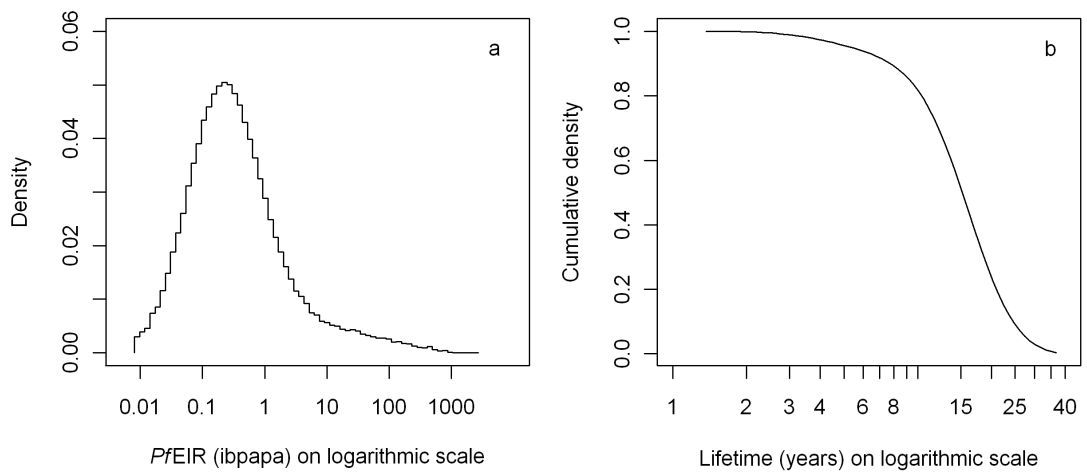 a
0.06
0.04
0.02
0.00
Density
0.01 0.1 1 10 100 1000
PfEIR (ibpapa) on logarithmic scale
b
1.0
0.8
0.6
0.4
0.2
0.0
Cumulative density
1 2 3 4 6 8 15 25 40
Lifetime (years) on logarithmic scale